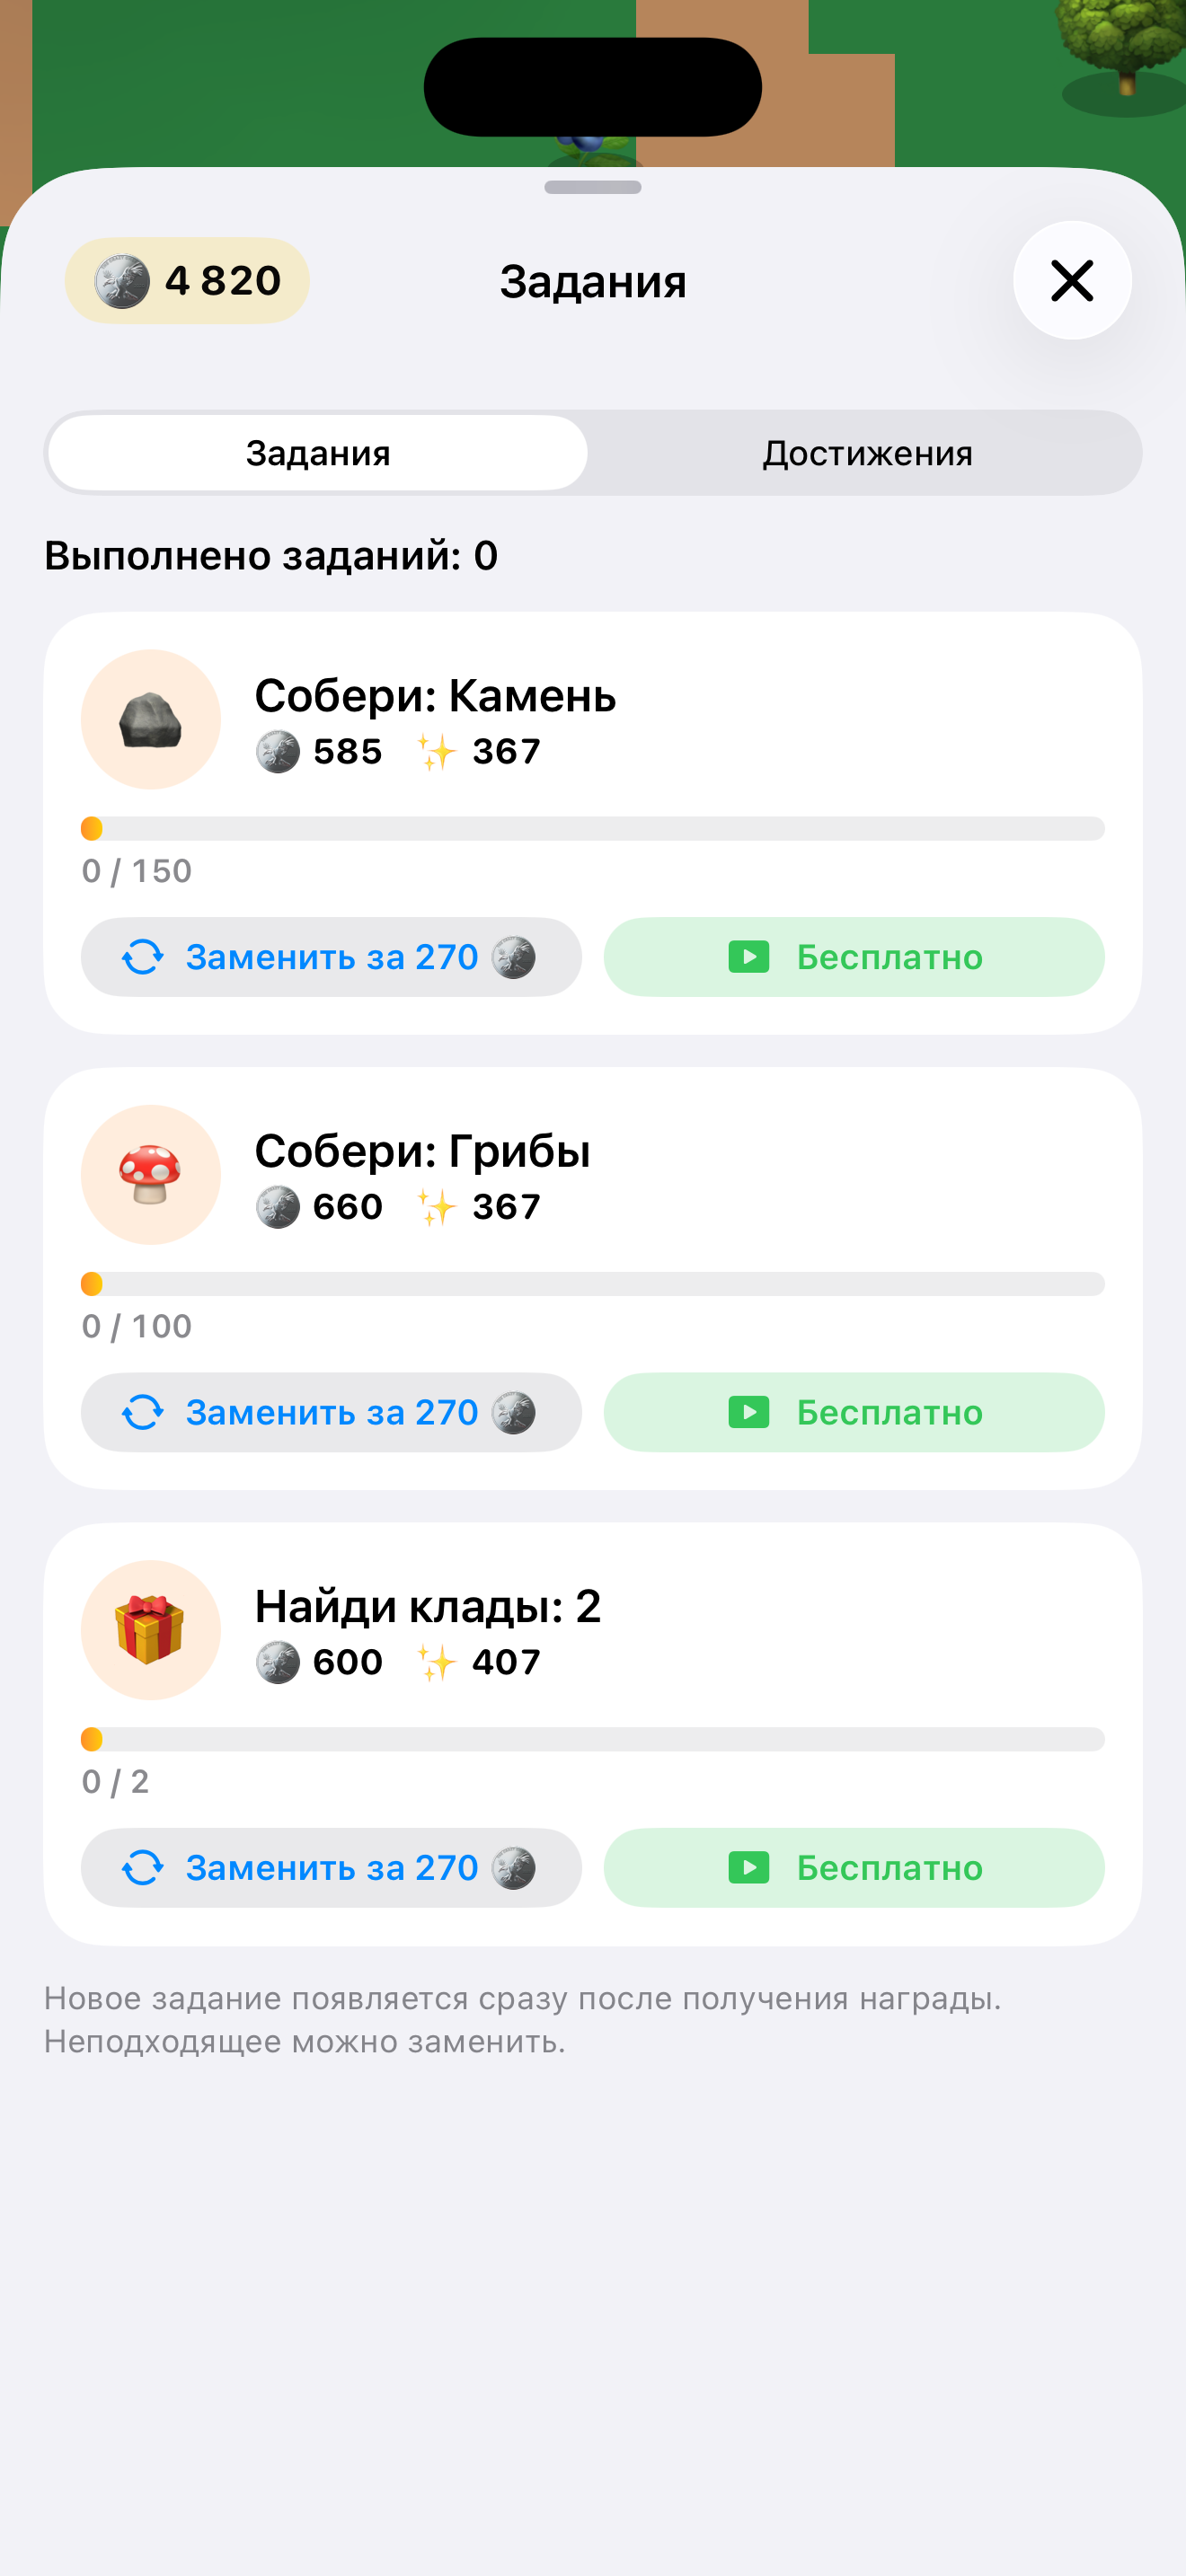 4 820
Задания
Задания
Достижения
Выполнено заданий: 0
Собери: Камень
585 367
0 / 150
Заменить за 270
Бесплатно
Собери: Грибы
660 367
0 / 100
Заменить за 270
Бесплатно
Найди клады: 2
600 407
0 / 2
Заменить за 270
Бесплатно
Новое задание появляется сразу после получения награды.
Неподходящее можно заменить.